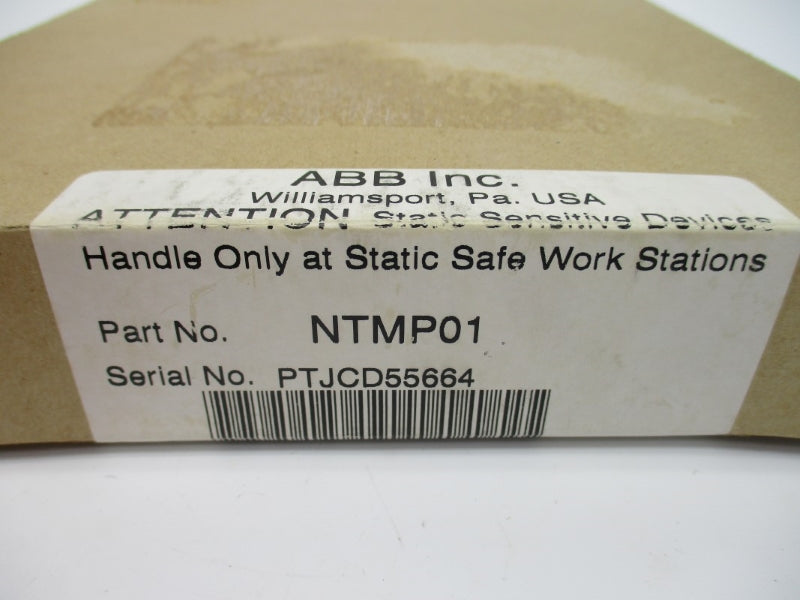 ABB Inc.
Williamsport, Pa. USA
ATTENTION Static Sensitive Devices
Handle Only at Static Safe Work Stations
Part No. NTMP01
Serial No. PTJCD55664